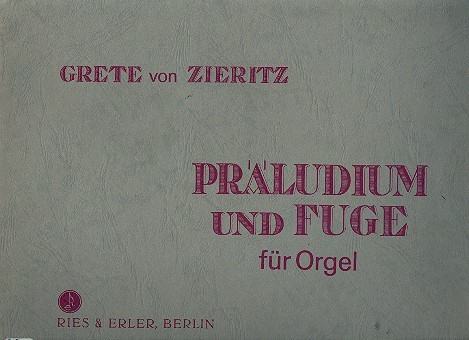 GRETE von ZIERITZ
PRÄLUDIUM
UND FUGE
für Orgel
RIES & ERLER, BERLIN